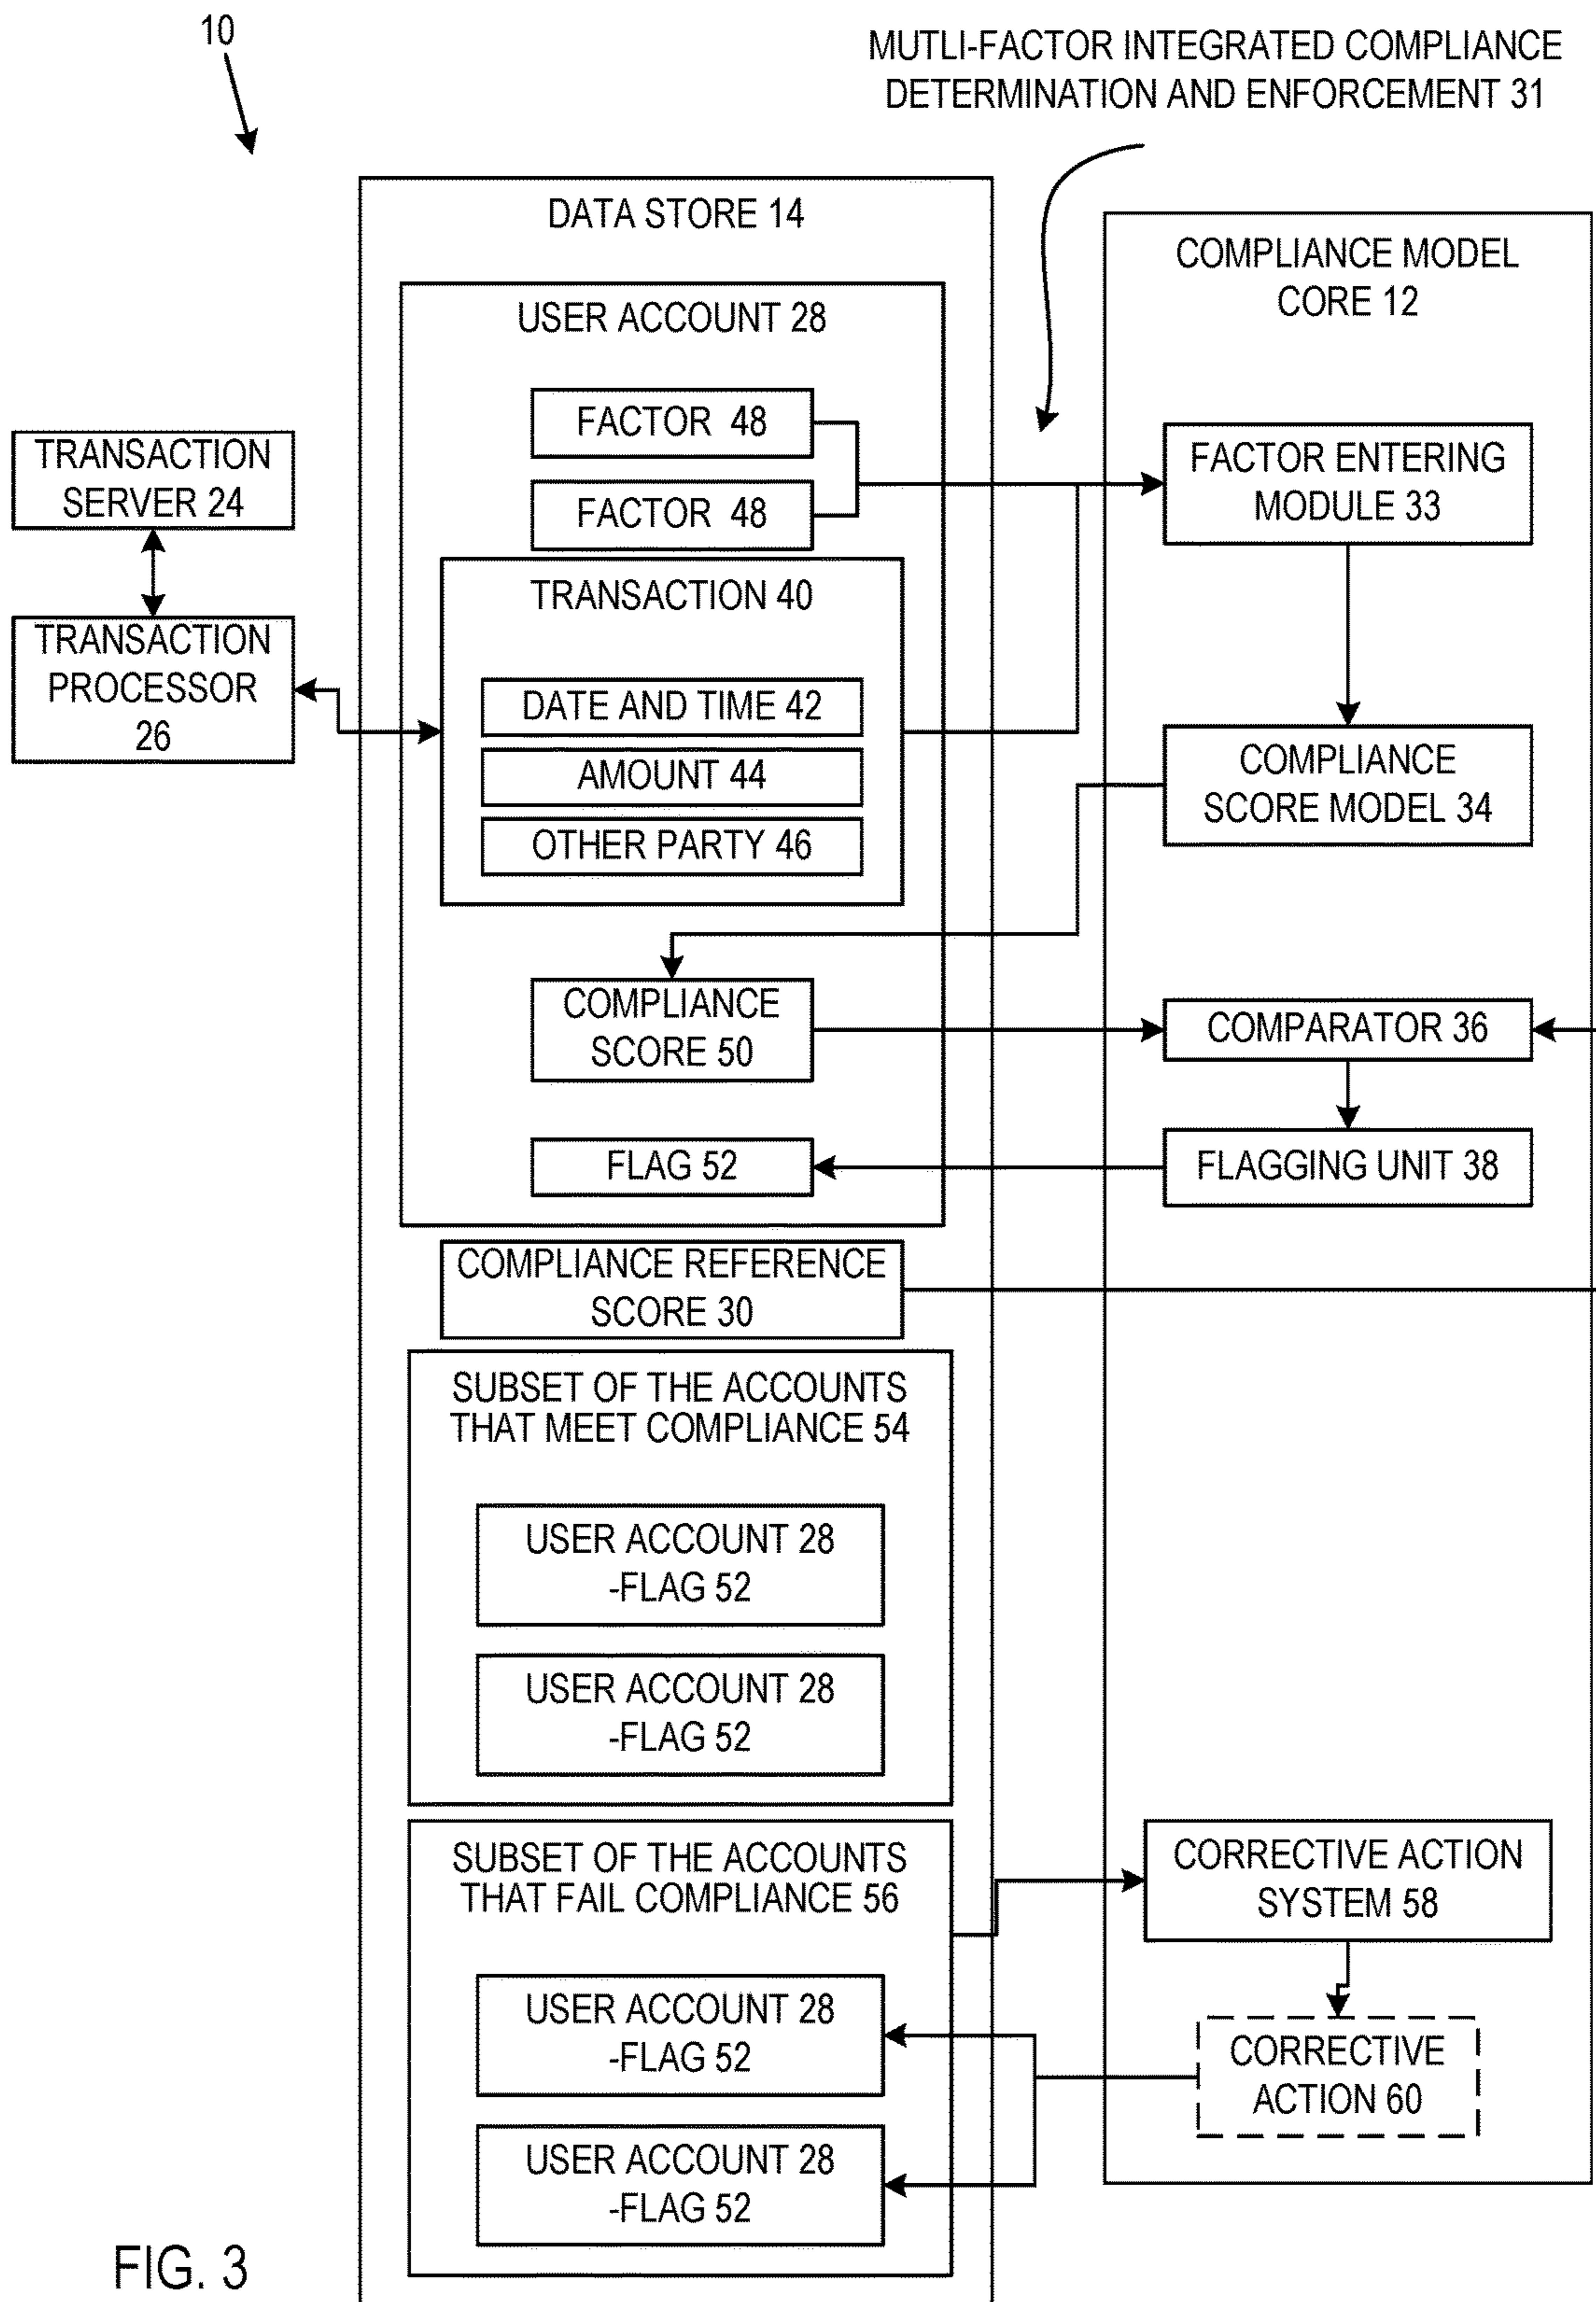 10
MUTLI-FACTOR INTEGRATED COMPLIANCE
DETERMINATION AND ENFORCEMENT 31
DATA STORE 14
COMPLIANCE MODEL
CORE 12
USER ACCOUNT 28
FACTOR 48
FACTOR 48
TRANSACTION
SERVER 24
FACTOR ENTERING
MODULE 33
TRANSACTION 40
TRANSACTION
PROCESSOR
26
DATE AND TIME 42
AMOUNT 44
OTHER PARTY 46
COMPLIANCE
SCORE MODEL 34
COMPLIANCE
SCORE 50
COMPARATOR 36
FLAG 52
FLAGGING UNIT 38
COMPLIANCE REFERENCE
SCORE 30
SUBSET OF THE ACCOUNTS
THAT MEET COMPLIANCE 54
USER ACCOUNT 28
-FLAG 52
USER ACCOUNT 28
-FLAG 52
SUBSET OF THE ACCOUNTS
THAT FAIL COMPLIANCE 56
CORRECTIVE ACTION
SYSTEM 58
USER ACCOUNT 28
-FLAG 52
CORRECTIVE
ACTION 60
USER ACCOUNT 28
-FLAG 52
FIG. 3